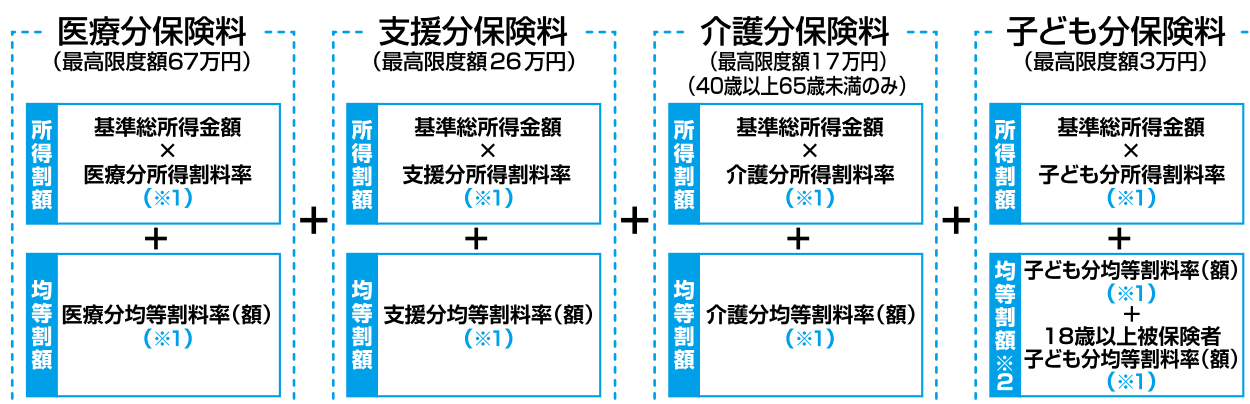 医療分保険料
（最高限度額67万円）
所得割額
基準総所得金額
×
医療分所得割料率
（※1）
+
均等割額
医療分均等割料率（額）
（※1）
+
支援分保険料
（最高限度額26万円）
所得割額
基準総所得金額
×
支援分所得割料率
（※1）
+
均等割額
支援分均等割料率（額）
（※1）
+
介護分保険料
（最高限度額17万円）
（40歳以上65歳未満のみ）
所得割額
基準総所得金額
×
介護分所得割料率
（※1）
+
均等割額
介護分均等割料率（額）
（※1）
+
子ども分保険料
（最高限度額3万円）
所得割額
基準総所得金額
×
子ども分所得割料率
（※1）
+
均等割額※2
子ども分均等割料率（額）
（※1）
+
18歳以上被保険者
子ども分均等割料率（額）
（※1）